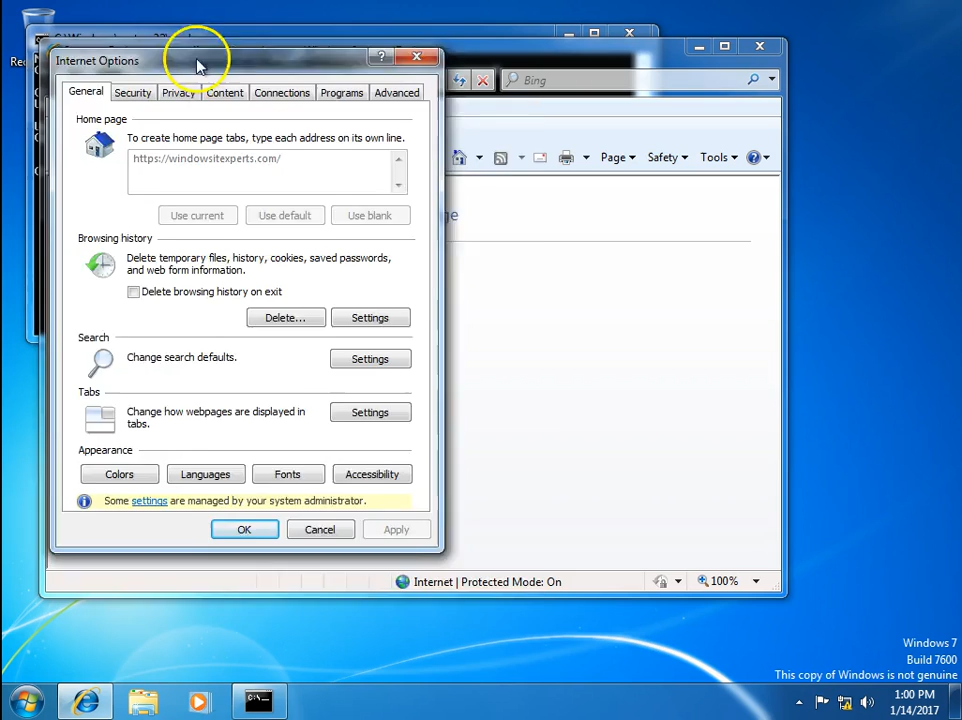 Internet Options
?
Bing
General
Security
Privacy
Content
Connections
Programs
Advanced
Page
Safety
Tools
Home page
To create home page tabs, type each address on its own line.
https://windowsitexperts.com/
Use current
Use default
Use blank
Browsing history
Delete temporary files, history, cookies, saved passwords,
and web form information.
Delete browsing history on exit
Delete...
Settings
Search
Change search defaults.
Settings
Tabs
Change how webpages are displayed in
tabs.
Settings
Appearance
Colors
Languages
Fonts
Accessibility
Some settings are managed by your system administrator.
OK
Cancel
Apply
Internet | Protected Mode: On
100%
Windows 7
Build 7600
This copy of Windows is not genuine
1:00 PM
1/14/2017